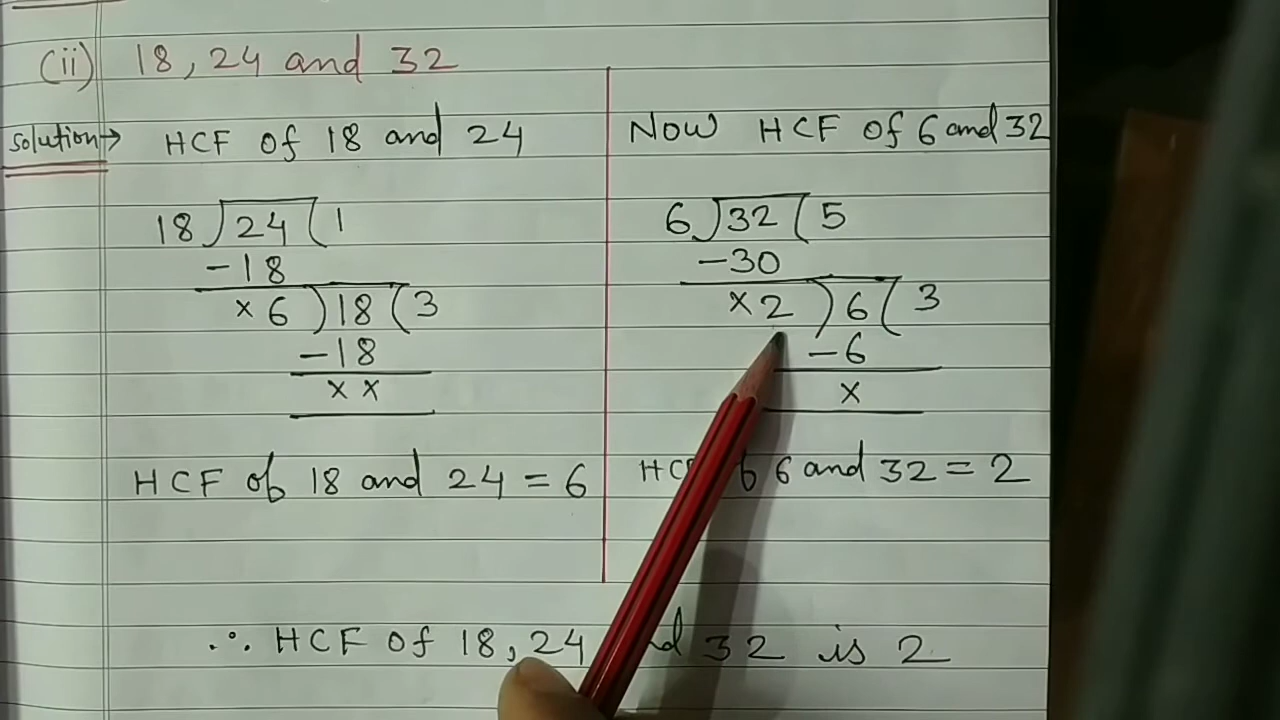 (ii) 18, 24 and 32
Solution→ HCF of 18 and 24
18)24(1
-18
×6)18(3
-18
××
HCF of 18 and 24 = 6
Now HCF of 6 and 32
6)32(5
-30
×2)6(3
-6
×
6 and 32 = 2
∴ HCF of 18, 24 32 is 2